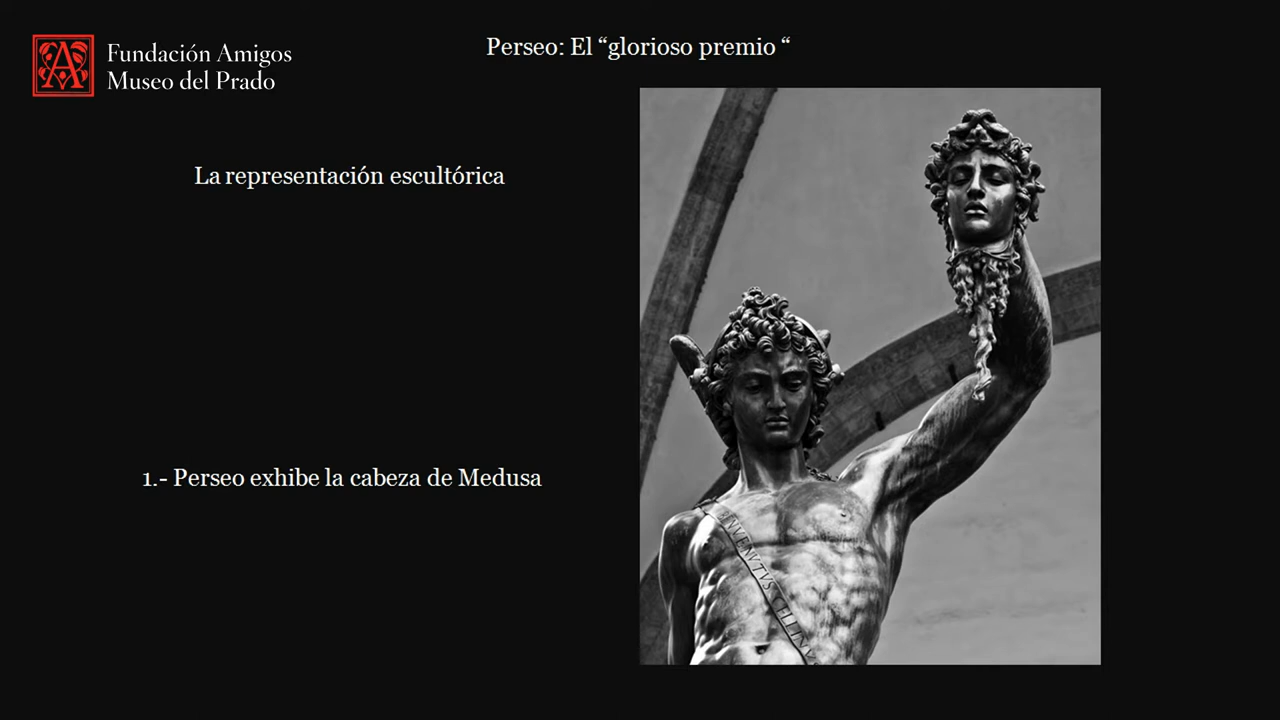 Fundación Amigos
Museo del Prado
Perseo: El “glorioso premio “
La representación escultórica
1.- Perseo exhibe la cabeza de Medusa